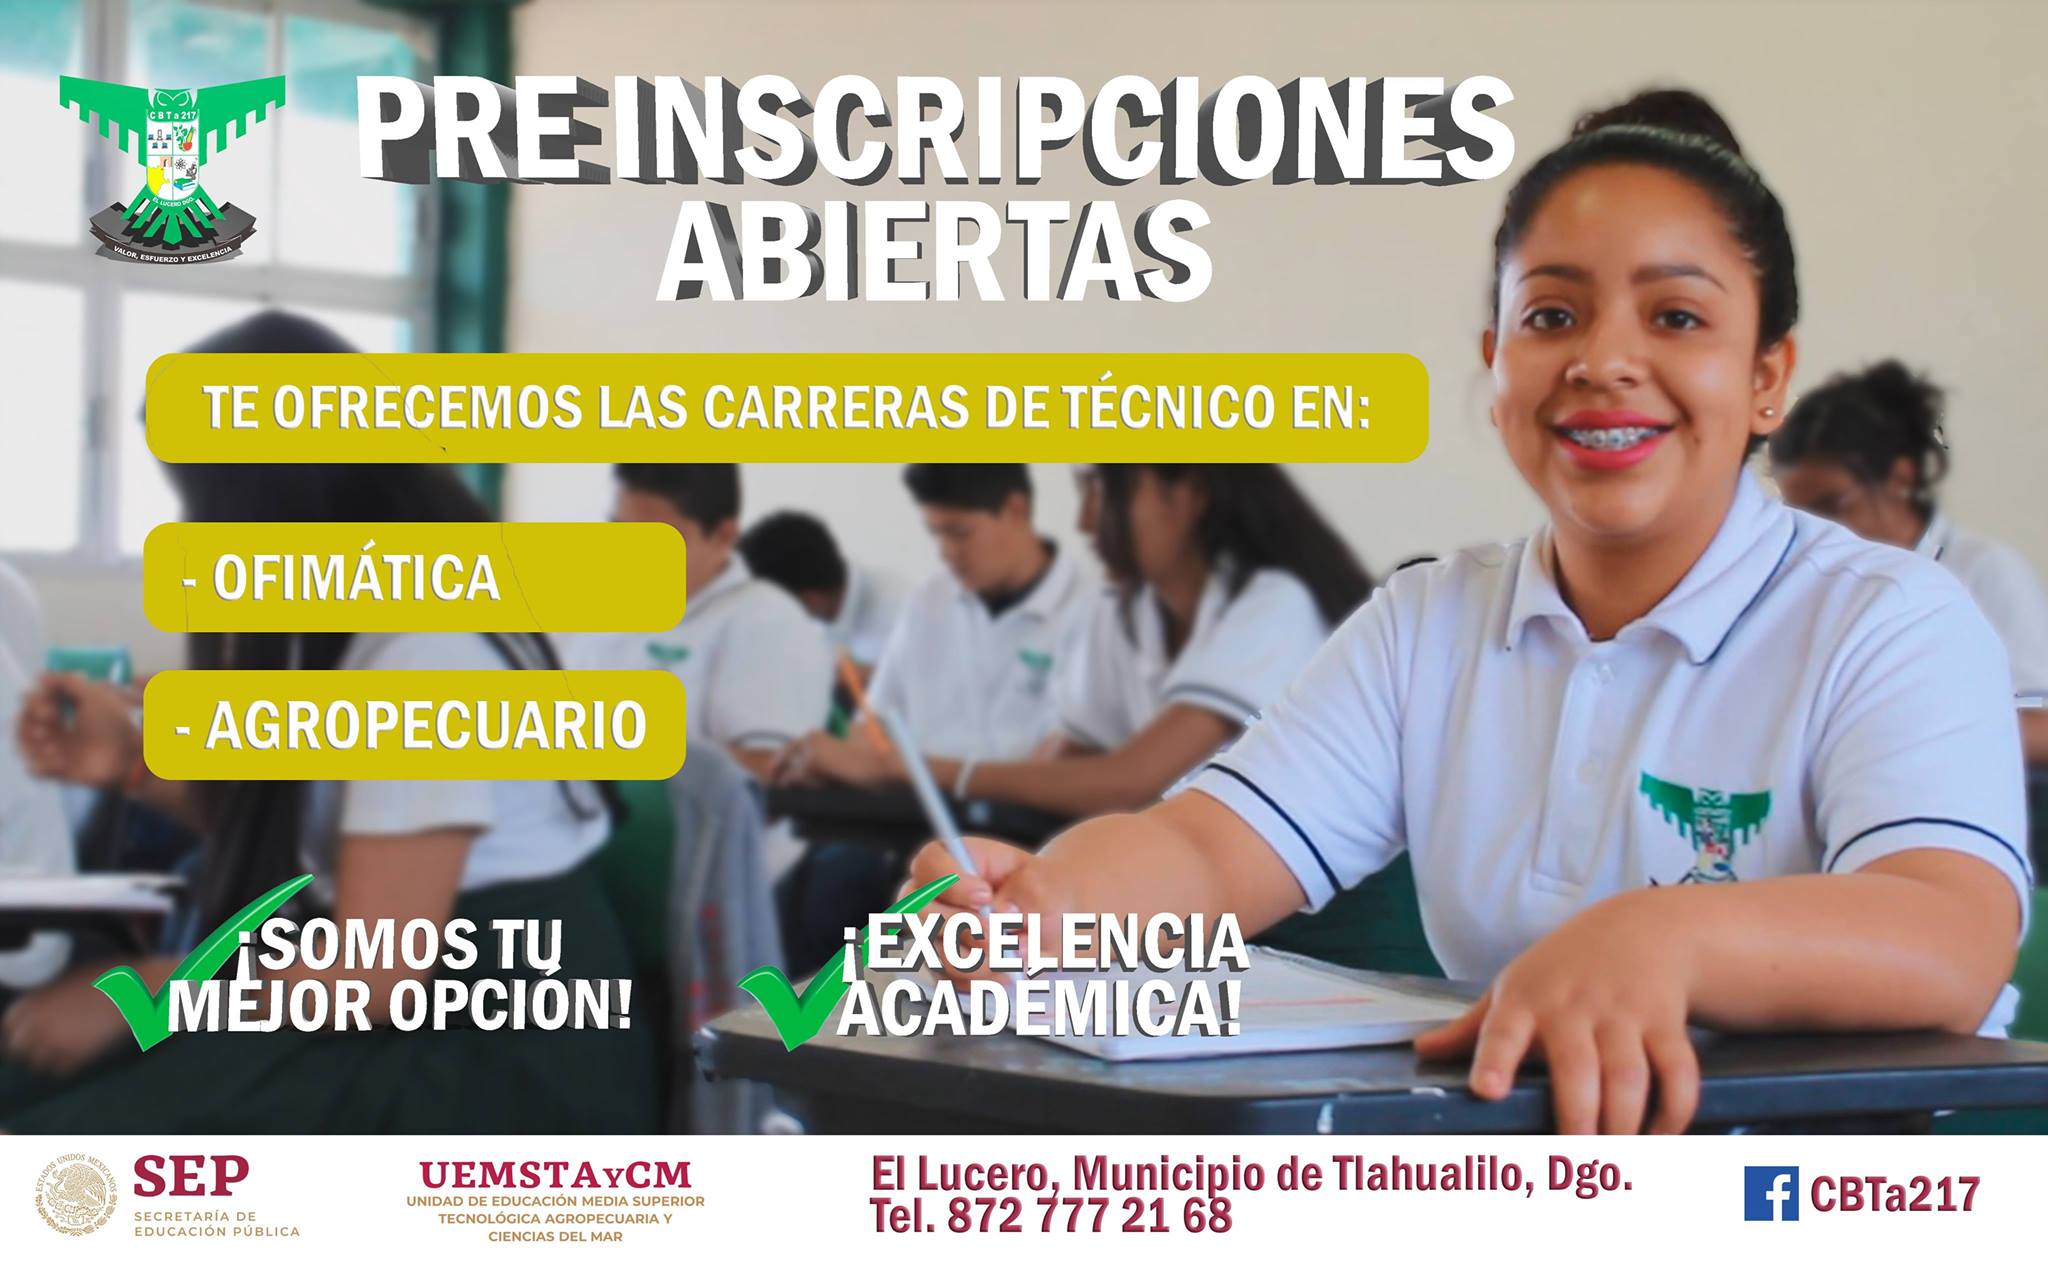 CBTa 217
EL LUCERO DGO.
VALOR, ESFUERZO Y EXCELENCIA
PRE INSCRIPCIONES
ABIERTAS
TE OFRECEMOS LAS CARRERAS DE TÉCNICO EN:
- OFIMÁTICA
- AGROPECUARIO
¡SOMOS TU
MEJOR OPCIÓN!
¡EXCELENCIA
ACADÉMICA!
ESTADOS UNIDOS MEXICANOS
SEP
SECRETARÍA DE
EDUCACIÓN PÚBLICA
UEMSTAYCM
UNIDAD DE EDUCACIÓN MEDIA SUPERIOR
TECNOLÓGICA AGROPECUARIA Y
CIENCIAS DEL MAR
El Lucero, Municipio de Tlahualilo, Dgo.
Tel. 872 777 21 68
f CBTa217